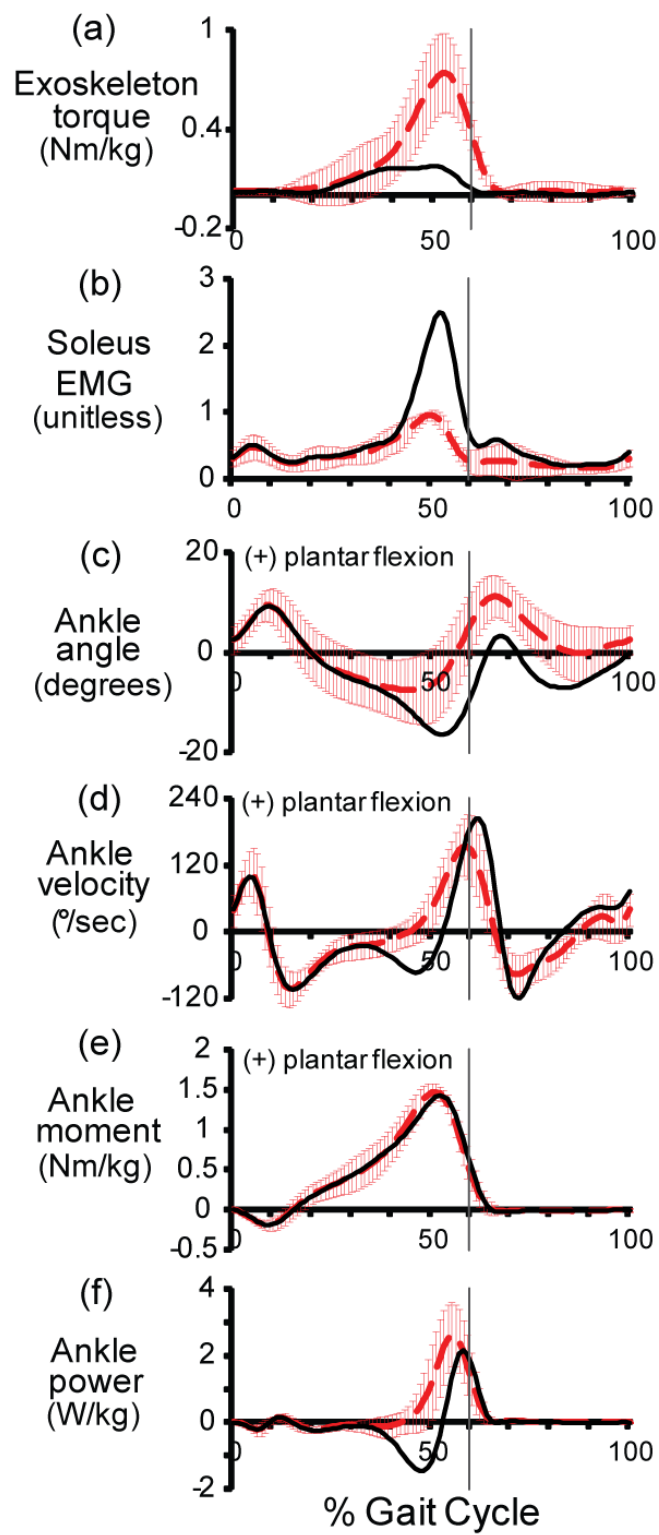 (a)
Exoskeleton
torque
(Nm/kg)
1
0.4
-0.2
0
50
100
(b)
Soleus
EMG
(unitless)
3
2
1
0
0
50
100
(c)
Ankle
angle
(degrees)
20
(+) plantar flexion
0
-20
0
50
100
(d)
Ankle
velocity
(º/sec)
240
(+) plantar flexion
120
0
-120
0
50
100
(e)
Ankle
moment
(Nm/kg)
2
(+) plantar flexion
1.5
1
0.5
0
-0.5
0
50
100
(f)
Ankle
power
(W/kg)
4
2
0
-2
0
50
100
% Gait Cycle